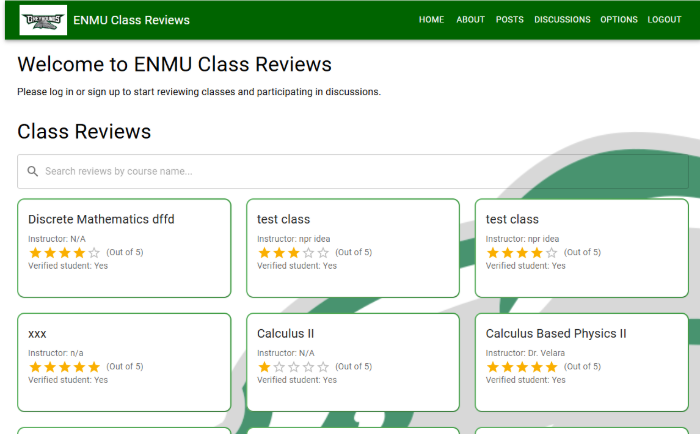 GREYHOUNDS
ENMU Class Reviews
HOME ABOUT POSTS DISCUSSIONS OPTIONS LOGOUT
Welcome to ENMU Class Reviews
Please log in or sign up to start reviewing classes and participating in discussions.
Class Reviews
Search reviews by course name...
Discrete Mathematics dffd
Instructor: N/A
(Out of 5)
Verified student: Yes
test class
Instructor: npr idea
(Out of 5)
Verified student: Yes
test class
Instructor: npr idea
(Out of 5)
Verified student: Yes
xxx
Instructor: n/a
(Out of 5)
Verified student: Yes
Calculus II
Instructor: N/A
(Out of 5)
Verified student: Yes
Calculus Based Physics II
Instructor: Dr. Velara
(Out of 5)
Verified student: Yes